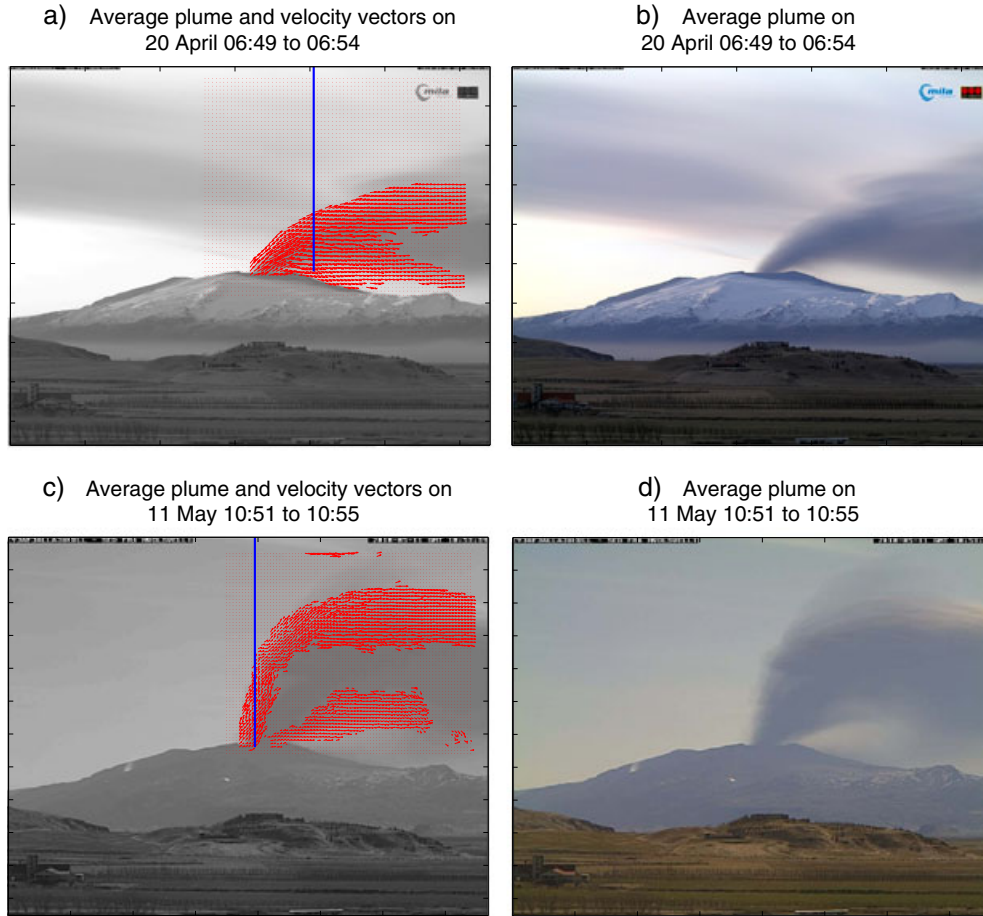 a) Average plume and velocity vectors on
20 April 06:49 to 06:54
b) Average plume on
20 April 06:49 to 06:54
mila
mila
c) Average plume and velocity vectors on
11 May 10:51 to 10:55
d) Average plume on
11 May 10:51 to 10:55